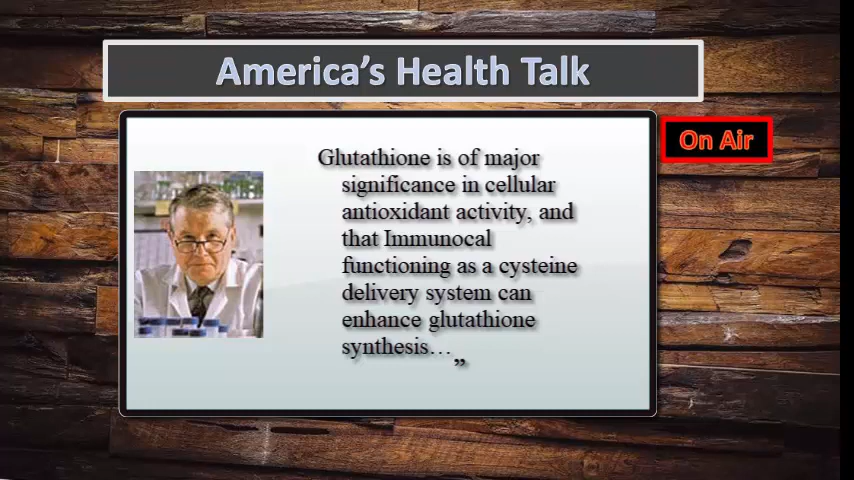 America's Health Talk
On Air
Glutathione is of major
significance in cellular
antioxidant activity, and
that Immunocal
functioning as a cysteine
delivery system can
enhance glutathione
synthesis…”